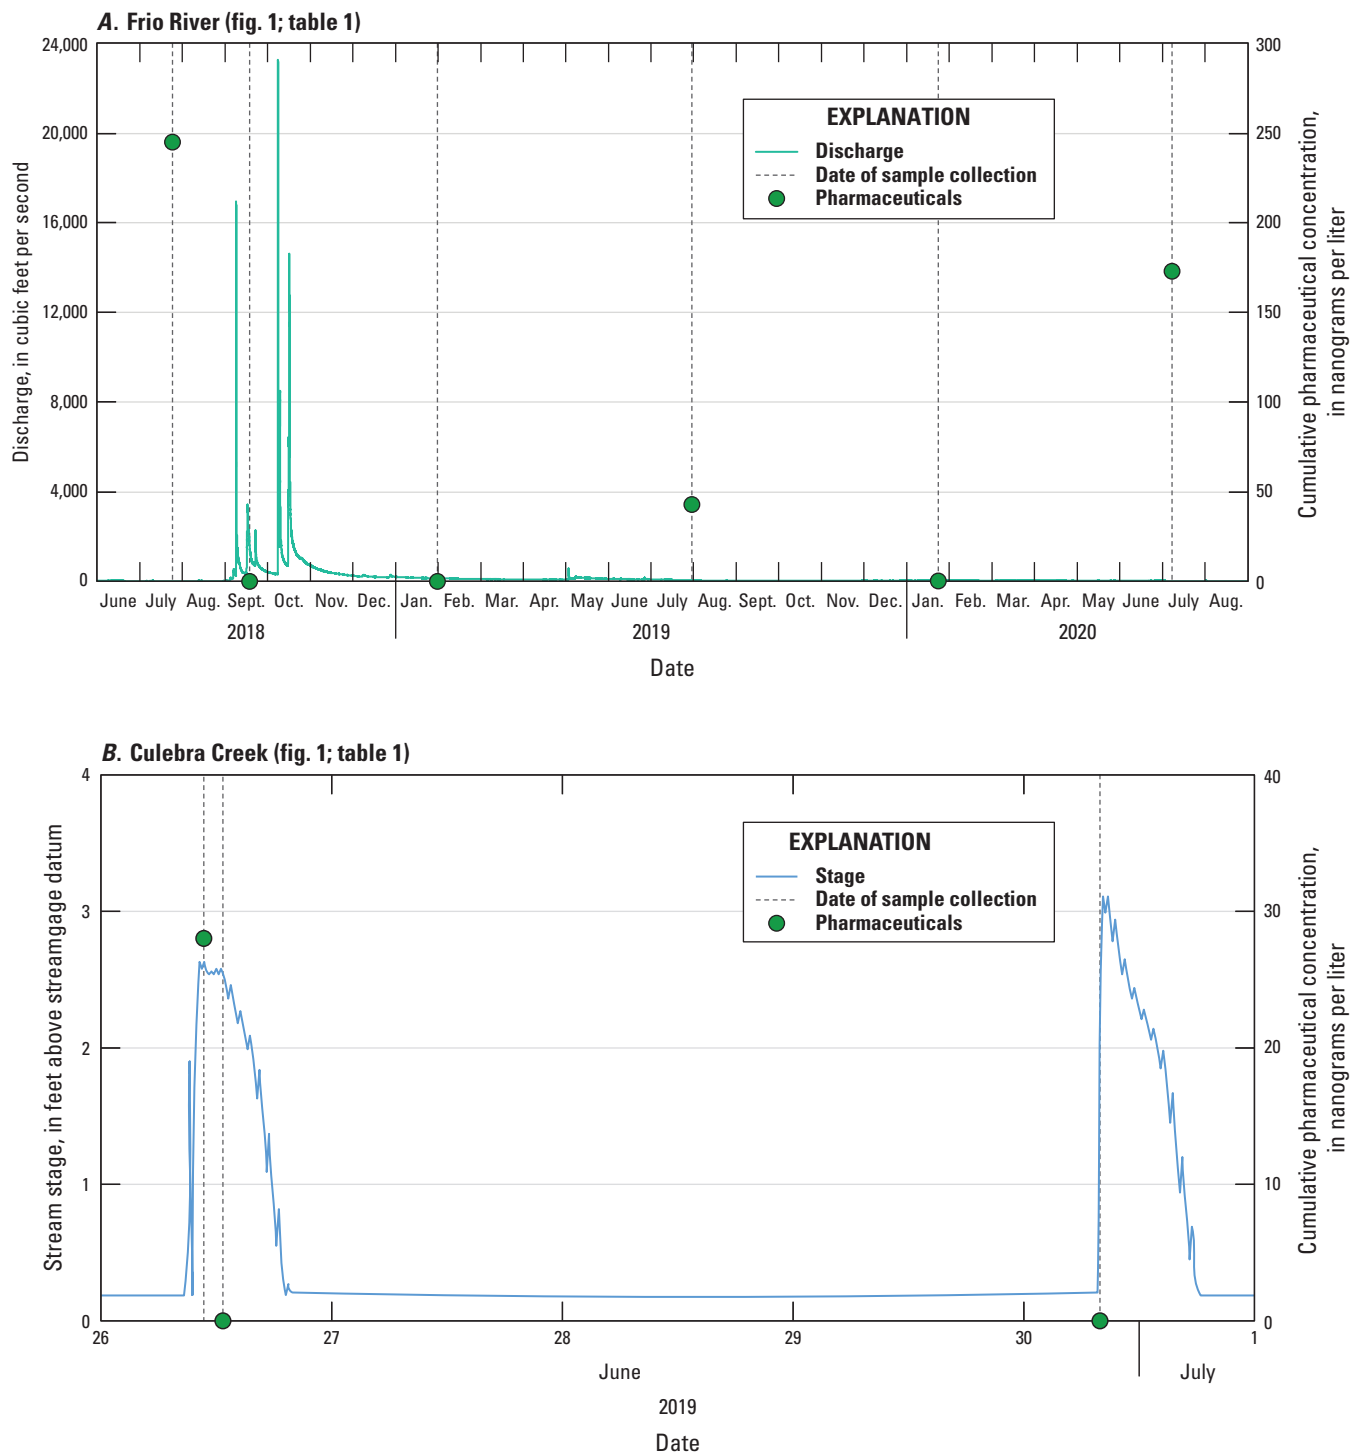 A. Frio River (fig. 1; table 1)
24,000
20,000
16,000
12,000
8,000
4,000
0
Discharge, in cubic feet per second
300
250
200
150
100
50
0
Cumulative pharmaceutical concentration,
in nanograms per liter
EXPLANATION
Discharge
Date of sample collection
Pharmaceuticals
June July Aug. Sept. Oct. Nov. Dec. Jan. Feb. Mar. Apr. May June July Aug. Sept. Oct. Nov. Dec. Jan. Feb. Mar. Apr. May June July Aug.
2018 2019 2020
Date
B. Culebra Creek (fig. 1; table 1)
4
3
2
1
0
Stream stage, in feet above streamgage datum
40
30
20
10
0
Cumulative pharmaceutical concentration,
in nanograms per liter
EXPLANATION
Stage
Date of sample collection
Pharmaceuticals
26 27 28 29 30 1
June July
2019
Date